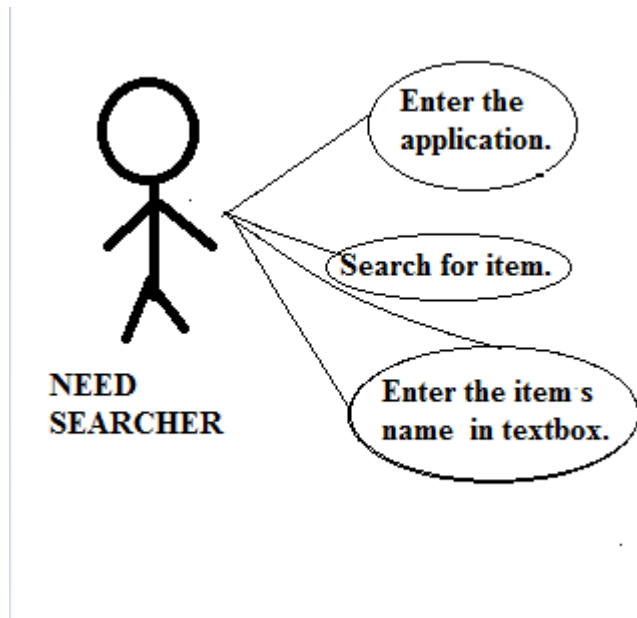 Enter the
application.
Search for item.
Enter the item's
name in textbox.
NEED
SEARCHER